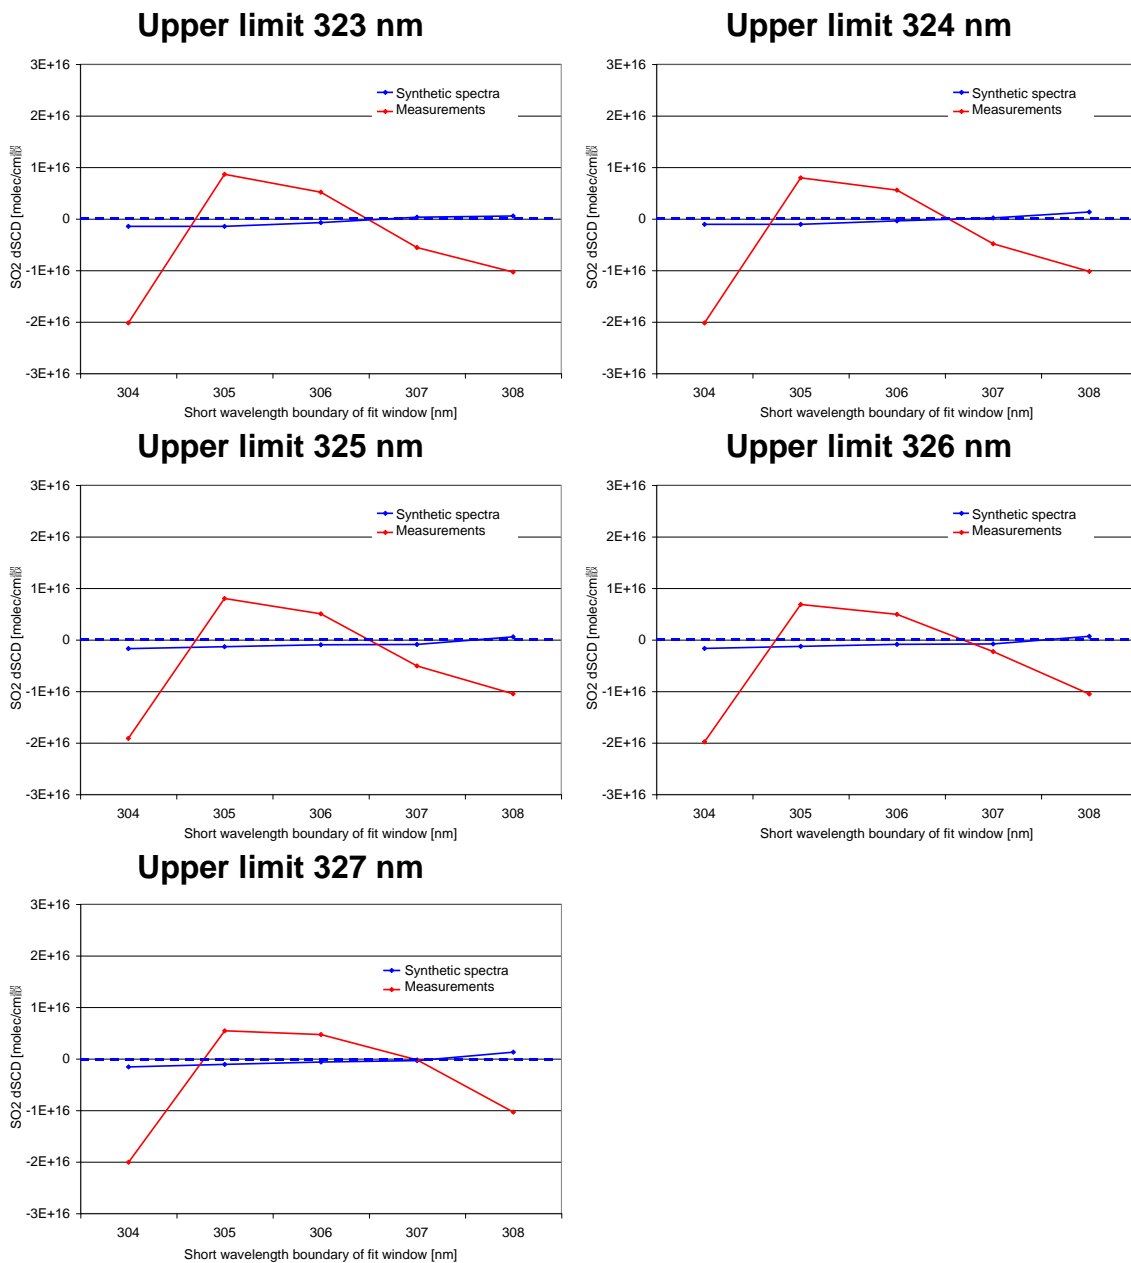 Upper limit 323 nm
3E+16
2E+16
1E+16
0
-1E+16
-2E+16
-3E+16
SO2 dSCD [molec/cm
Synthetic spectra
Measurements
304 305 306 307 308
Short wavelength boundary of fit window [nm]
Upper limit 324 nm
3E+16
2E+16
1E+16
0
-1E+16
-2E+16
-3E+16
SO2 dSCD [molec/cm
Synthetic spectra
Measurements
304 305 306 307 308
Short wavelength boundary of fit window [nm]
Upper limit 325 nm
3E+16
2E+16
1E+16
0
-1E+16
-2E+16
-3E+16
SO2 dSCD [molec/cm
Synthetic spectra
Measurements
304 305 306 307 308
Short wavelength boundary of fit window [nm]
Upper limit 326 nm
3E+16
2E+16
1E+16
0
-1E+16
-2E+16
-3E+16
SO2 dSCD [molec/cm
Synthetic spectra
Measurements
304 305 306 307 308
Short wavelength boundary of fit window [nm]
Upper limit 327 nm
3E+16
2E+16
1E+16
0
-1E+16
-2E+16
-3E+16
SO2 dSCD [molec/cm
Synthetic spectra
Measurements
304 305 306 307 308
Short wavelength boundary of fit window [nm]